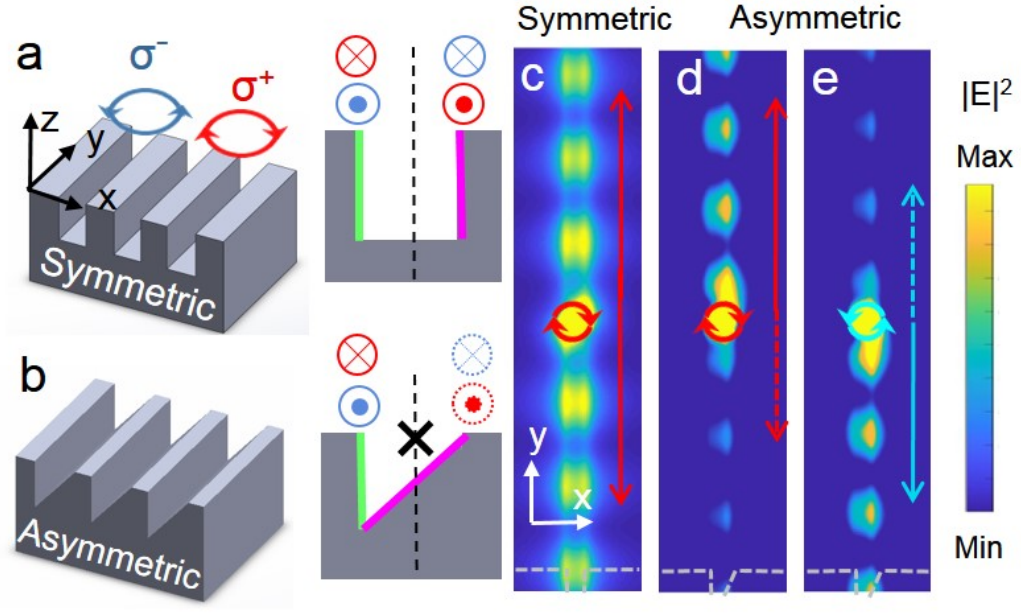 Symmetric Asymmetric
a σ⁻ σ⁺
z y x
Symmetric
b
Asymmetric
c d e
y
x
|E|²
Max
Min